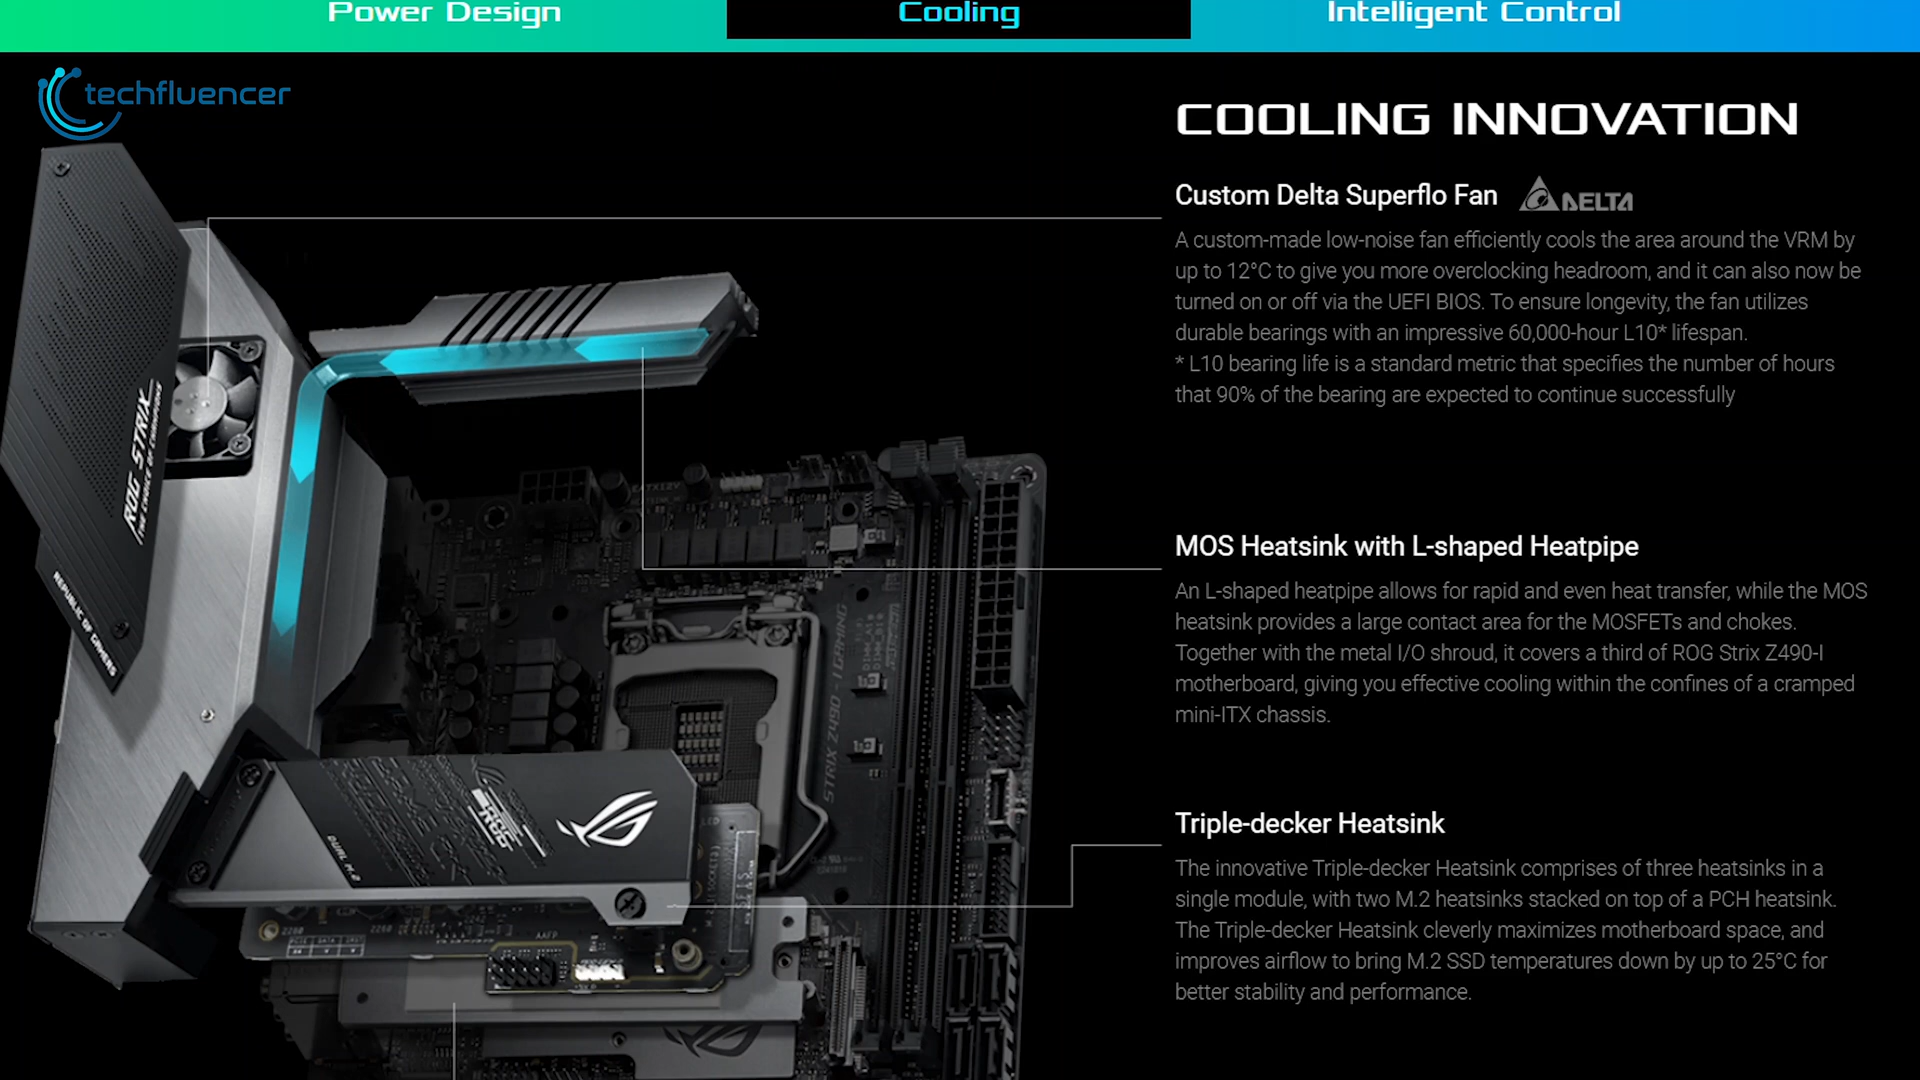 Power Design
Cooling
Intelligent Control
techfluencer
COOLING INNOVATION
Custom Delta Superflo Fan
DELTA
A custom-made low-noise fan efficiently cools the area around the VRM by
up to 12°C to give you more overclocking headroom, and it can also now be
turned on or off via the UEFI BIOS. To ensure longevity, the fan utilizes
durable bearings with an impressive 60,000-hour L10* lifespan.
* L10 bearing life is a standard metric that specifies the number of hours
that 90% of the bearing are expected to continue successfully
MOS Heatsink with L-shaped Heatpipe
An L-shaped heatpipe allows for rapid and even heat transfer, while the MOS
heatsink provides a large contact area for the MOSFETs and chokes.
Together with the metal I/O shroud, it covers a third of ROG Strix Z490-I
motherboard, giving you effective cooling within the confines of a cramped
mini-ITX chassis.
Triple-decker Heatsink
The innovative Triple-decker Heatsink comprises of three heatsinks in a
single module, with two M.2 heatsinks stacked on top of a PCH heatsink.
The Triple-decker Heatsink cleverly maximizes motherboard space, and
improves airflow to bring M.2 SSD temperatures down by up to 25°C for
better stability and performance.
ROG STRIX
THE CHOICE OF CHAMPIONS
REPUBLIC OF GAMERS
EATX12V
STRIX Z490-I GAMING
DUAL M.2
2280
2260
AAFP